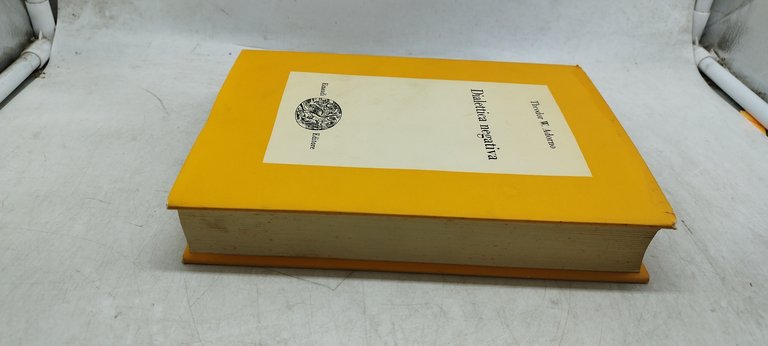 Theodor W. Adorno
Dialettica negativa
Einaudi Editore